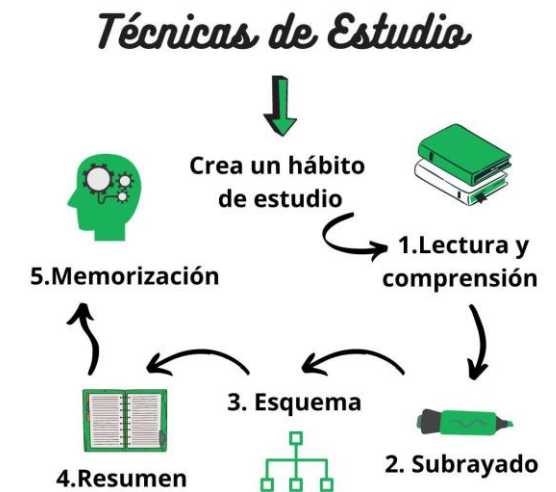 Técnicas de Estudio
Crea un hábito
de estudio
1.Lectura y
comprensión
2. Subrayado
3. Esquema
4.Resumen
5.Memorización